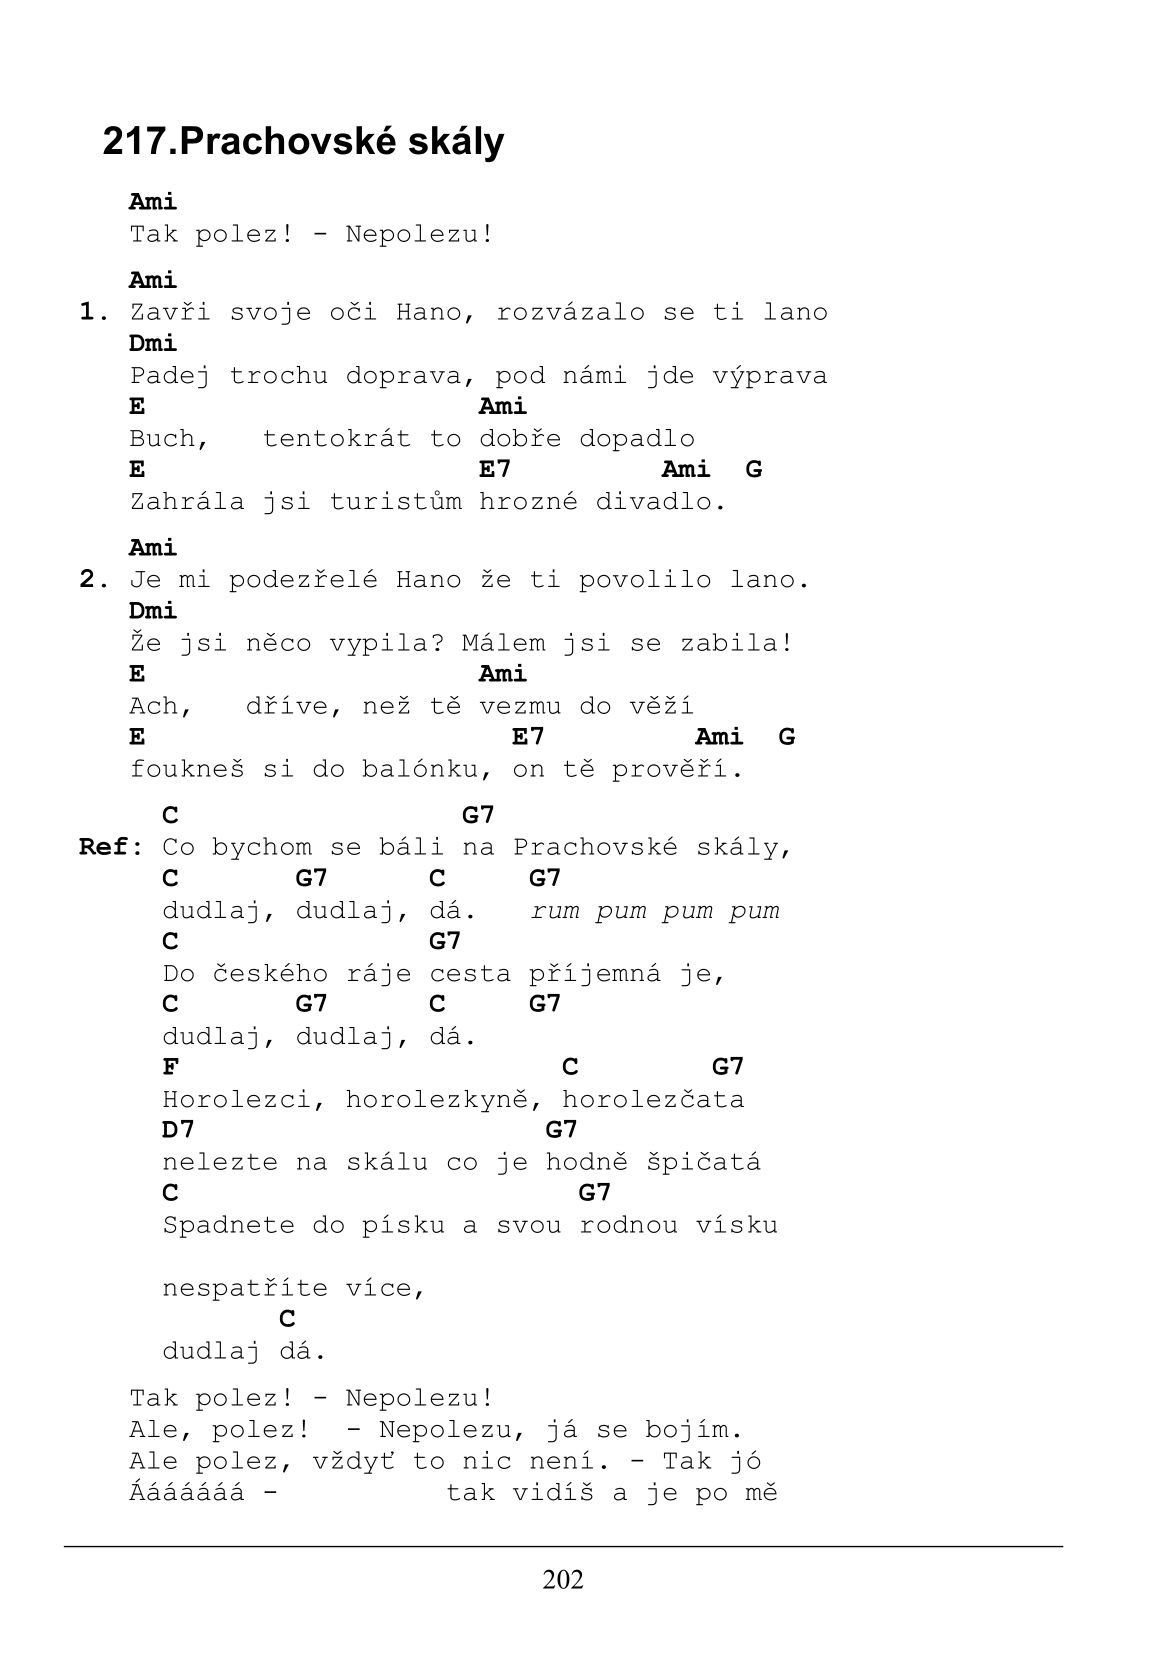 217.Prachovské skály
Ami
Tak polez! - Nepolezu!
Ami
1. Zavři svoje oči Hano, rozvázalo se ti lano
Dmi
Padej trochu doprava, pod námi jde výprava
E Ami
Buch, tentokrát to dobře dopadlo
E E7 Ami G
Zahrála jsi turistům hrozné divadlo.
Ami
2. Je mi podezřelé Hano že ti povolilo lano.
Dmi
Že jsi něco vypila? Málem jsi se zabila!
E Ami
Ach, dříve, než tě vezmu do věží
E E7 Ami G
foukneš si do balónku, on tě prověří.
C G7
Ref: Co bychom se báli na Prachovské skály,
C G7 C G7
dudlaj, dudlaj, dá. rum pum pum pum
C G7
Do českého ráje cesta příjemná je,
C G7 C G7
dudlaj, dudlaj, dá.
F C G7
Horolezci, horolezkyně, horolezčata
D7 G7
nelezte na skálu co je hodně špičatá
C G7
Spadnete do písku a svou rodnou vísku
nespatříte více,
C
dudlaj dá.
Tak polez! - Nepolezu!
Ale, polez! - Nepolezu, já se bojím.
Ale polez, vždyť to nic není. - Tak jó
Ááááááá - tak vidíš a je po mě
202